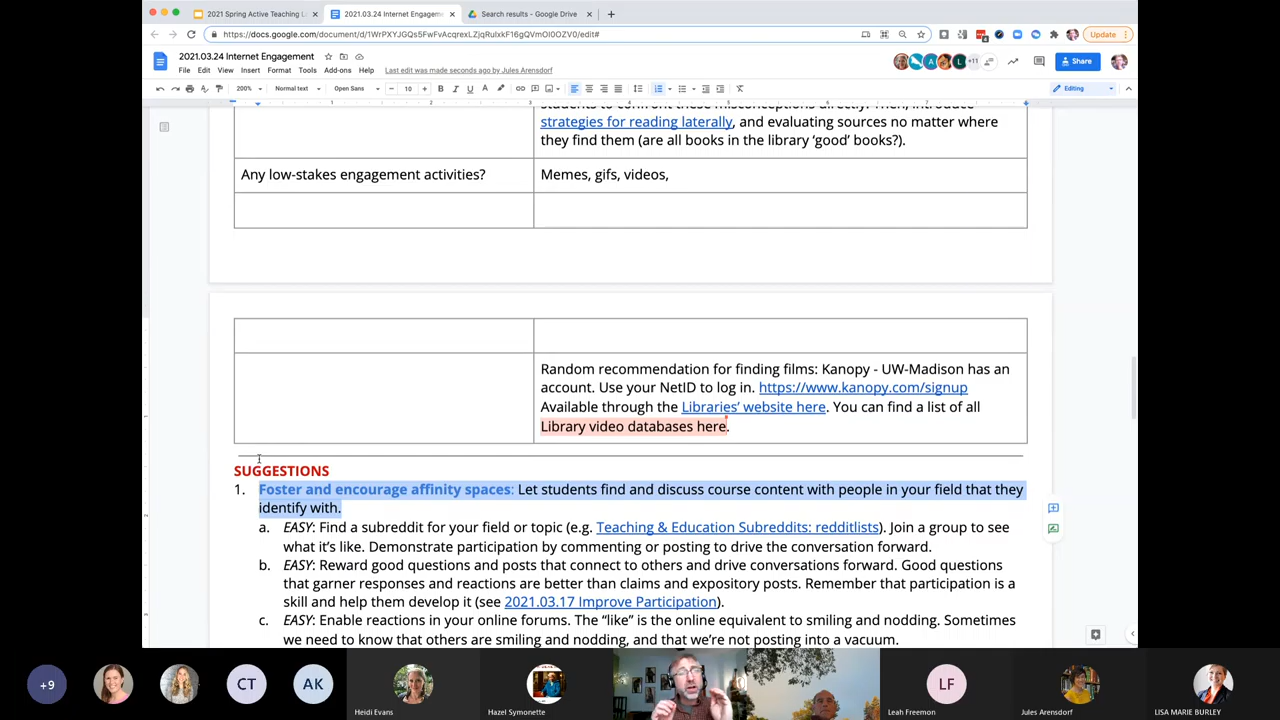 2021 Spring Active Teaching L
2021.03.24 Internet Engageme
Search results - Google Drive
https://docs.google.com/document/d/1WrPXYJGQs5FwFvAcqrexLZjqRulxkF16gQVmOl0OZV0/edit#
Update
2021.03.24 Internet Engagement
File Edit View Insert Format Tools Add-ons Help Last edit was made seconds ago by Jules Arensdorf
+11
Share
200% Normal text Open Sans 10
Editing
students to confront these misconceptions directly. Then, introduce
strategies for reading laterally, and evaluating sources no matter where
they find them (are all books in the library ‘good’ books?).
Any low-stakes engagement activities?
Memes, gifs, videos,
Random recommendation for finding films: Kanopy - UW-Madison has an
account. Use your NetID to log in. https://www.kanopy.com/signup
Available through the Libraries’ website here. You can find a list of all
Library video databases here.
SUGGESTIONS
1. Foster and encourage affinity spaces: Let students find and discuss course content with people in your field that they
identify with.
a. EASY: Find a subreddit for your field or topic (e.g. Teaching & Education Subreddits: redditlists). Join a group to see
what it’s like. Demonstrate participation by commenting or posting to drive the conversation forward.
b. EASY: Reward good questions and posts that connect to others and drive conversations forward. Good questions
that garner responses and reactions are better than claims and expository posts. Remember that participation is a
skill and help them develop it (see 2021.03.17 Improve Participation).
c. EASY: Enable reactions in your online forums. The “like” is the online equivalent to smiling and nodding. Sometimes
we need to know that others are smiling and nodding, and that we’re not posting into a vacuum.
+9
CT
AK
LF
Heidi Evans
Hazel Symonette
Leah Freemon
Jules Arensdorf
LISA MARIE BURLEY